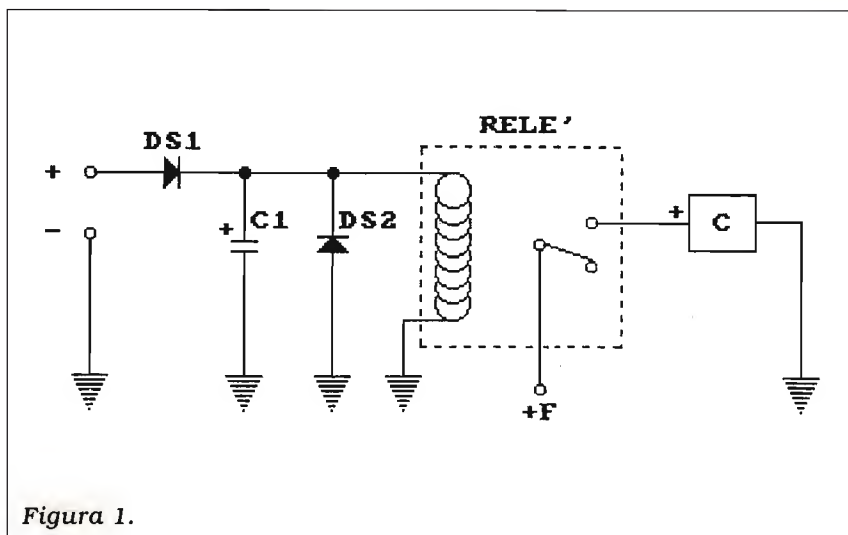 RELE'
DS1
+
C1
DS2
+
+
C
−
+F
Figura 1.